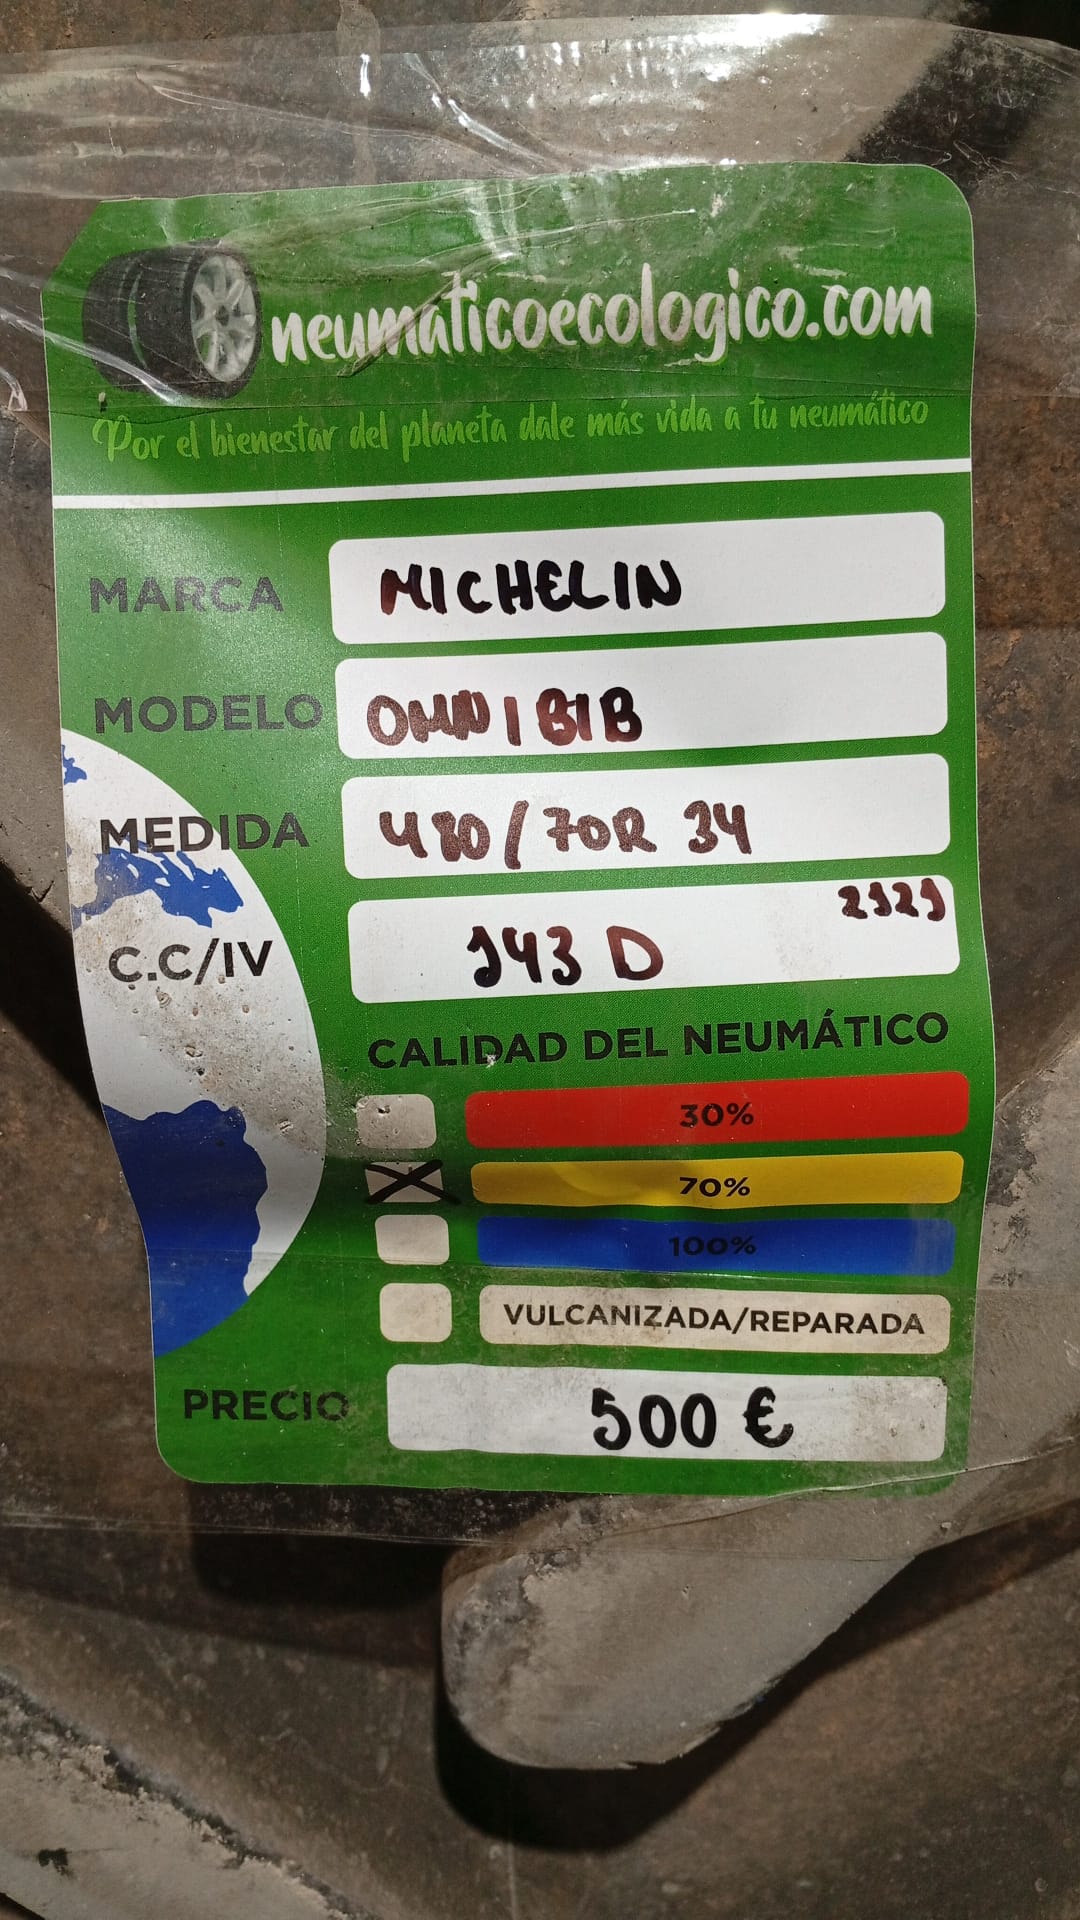 neumaticoecologico.com
Por el bienestar del planeta dale más vida a tu neumático
MARCA MICHELIN
MODELO OMNIBIB
MEDIDA 480/70R 34
2121
C.C/IV 143 D
CALIDAD DEL NEUMÁTICO
30%
70%
100%
VULCANIZADA/REPARADA
PRECIO 500 €